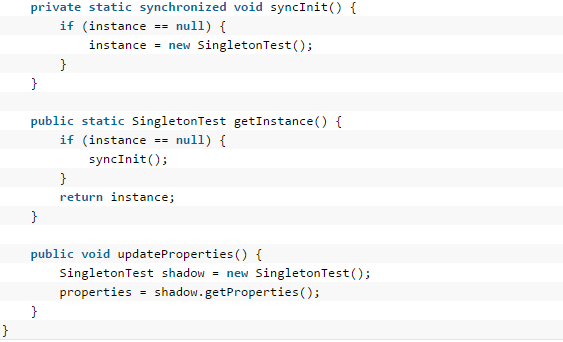 private static synchronized void syncInit() {
if (instance == null) {
instance = new SingletonTest();
}
}
public static SingletonTest getInstance() {
if (instance == null) {
syncInit();
}
return instance;
}
public void updateProperties() {
SingletonTest shadow = new SingletonTest();
properties = shadow.getProperties();
}
}